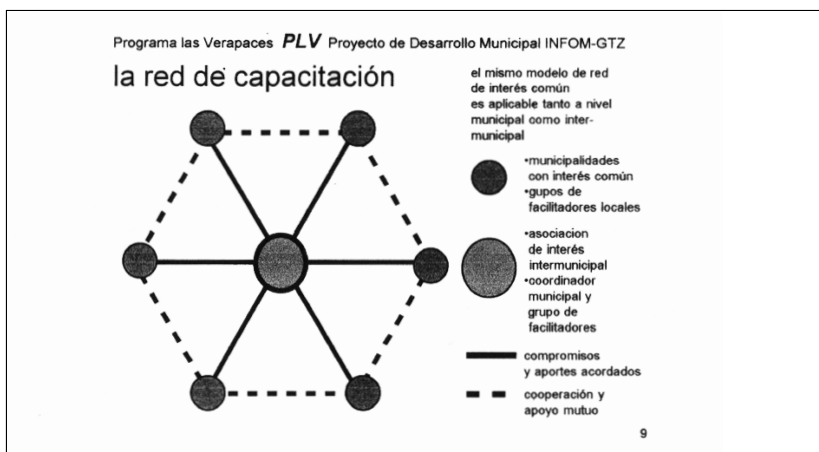 Programa las Verapaces PLV Proyecto de Desarrollo Municipal INFOM-GTZ
la red de capacitación
el mismo modelo de red
de interés común
es aplicable tanto a nivel
municipal como inter-
municipal
•municipalidades
con interés común
•gupos de
facilitadores locales
•asociacion
de interés
intermunicipal
•coordinador
municipal y
grupo de
facilitadores
compromisos
y aportes acordados
cooperación y
apoyo mutuo
9